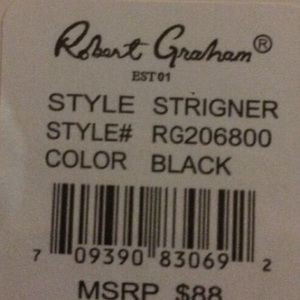 Robert Graham®
EST 01
STYLE STRIGNER
STYLE# RG206800
COLOR BLACK
7 09390 83069 2
MSRP $88